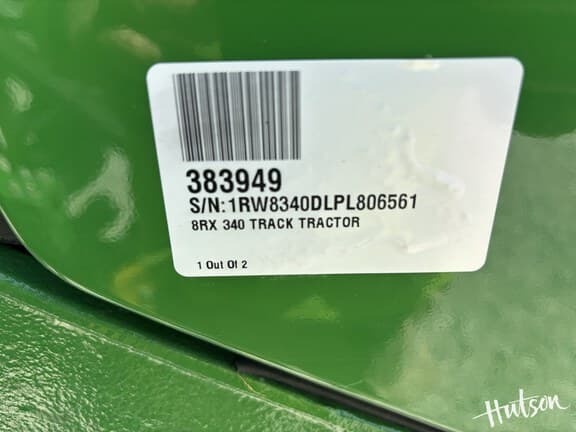 383949
S/N:1RW8340DLPL806561
8RX 340 TRACK TRACTOR
1 Out Of 2
Hutson